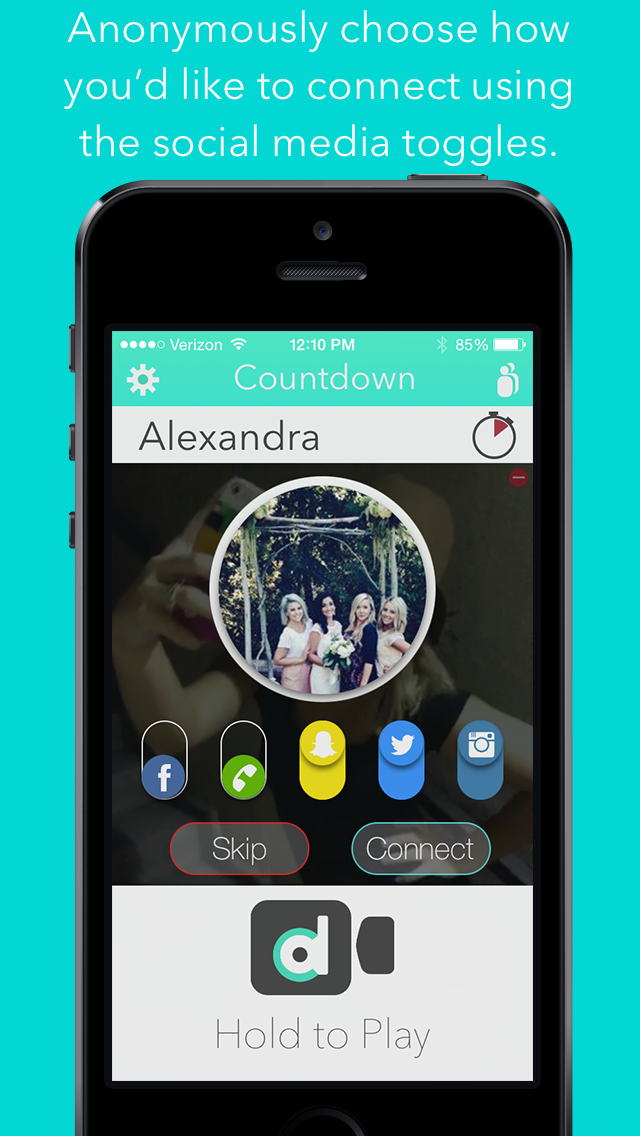 Anonymously choose how
you'd like to connect using
the social media toggles.
Verizon 12:10 PM 85%
Countdown
Alexandra
f
Skip Connect
d
Hold to Play